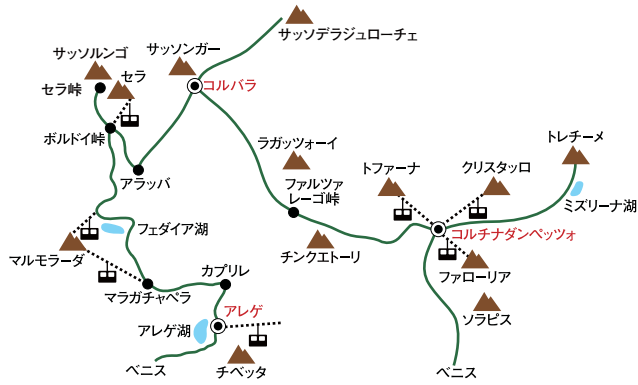 サッソデラジュローチェ
サッソルンゴ
サッソンガー
セラ
セラ峠
コルバラ
ボルドイ峠
ラガッツォーイ
トレチーメ
アラッバ
トファーナ
クリスタッロ
ファルツァ
レーゴ峠
ミズリーナ湖
フェダイア湖
コルチナダンペッツォ
マルモラーダ
チンクエトーリ
カプリレ
ファローリア
マラガチャペラ
アレゲ
ソラピス
アレゲ湖
ベニス
チベッタ
ベニス